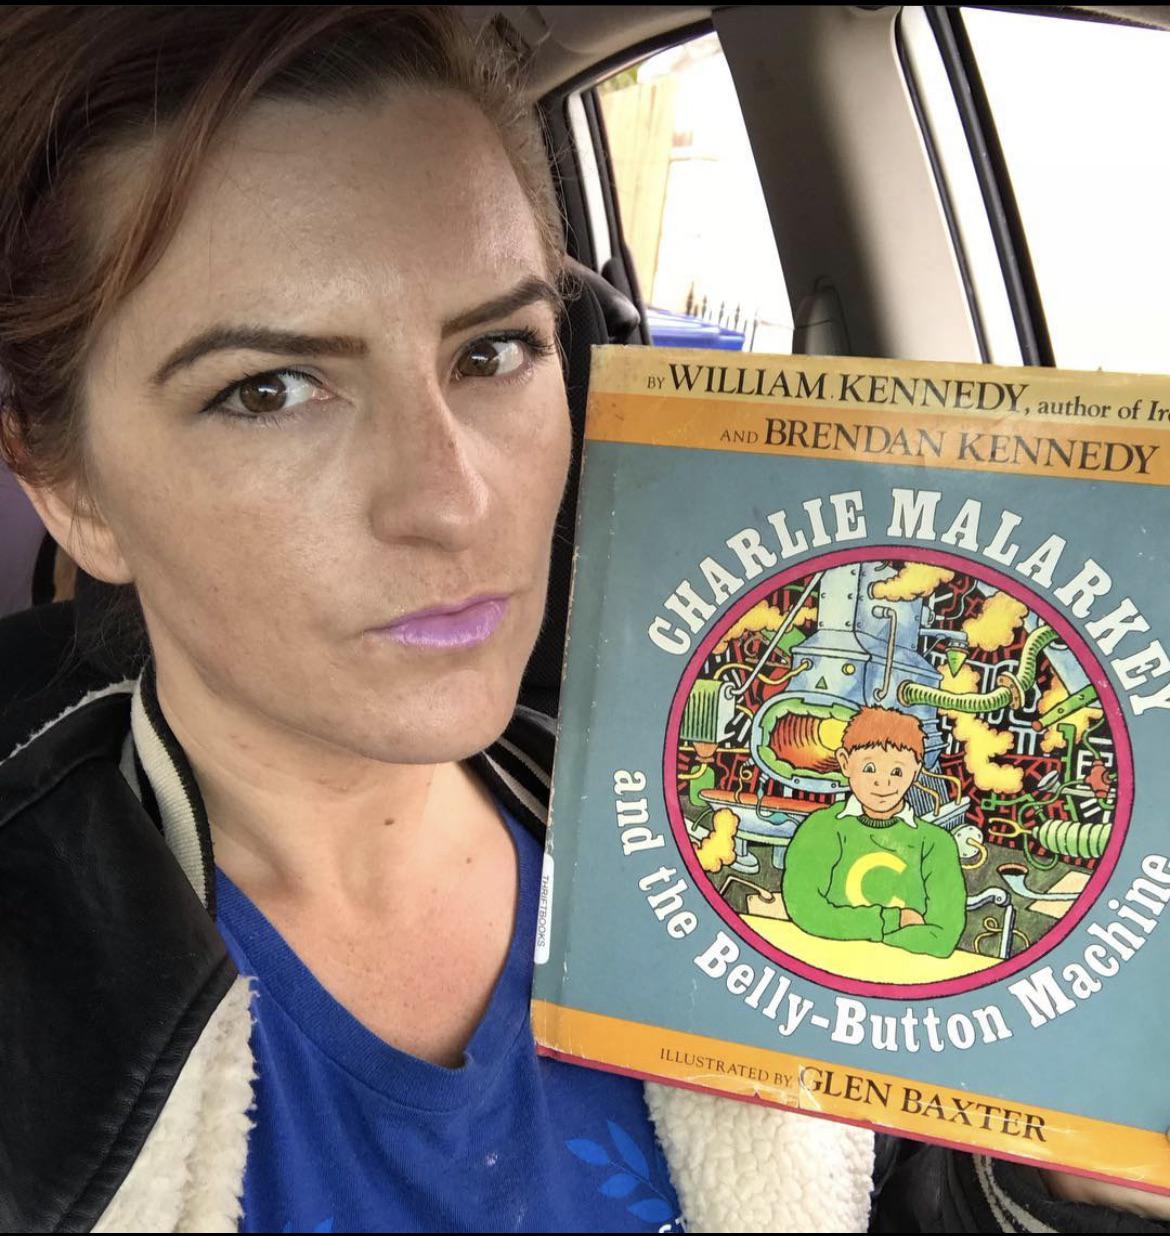 BY WILLIAM KENNEDY, author of
AND BRENDAN KENNEDY
CHARLIE MALARKEY
and the Belly-Button Machine
C
ILLUSTRATED BY GLEN BAXTER
THRIFTBOOKS